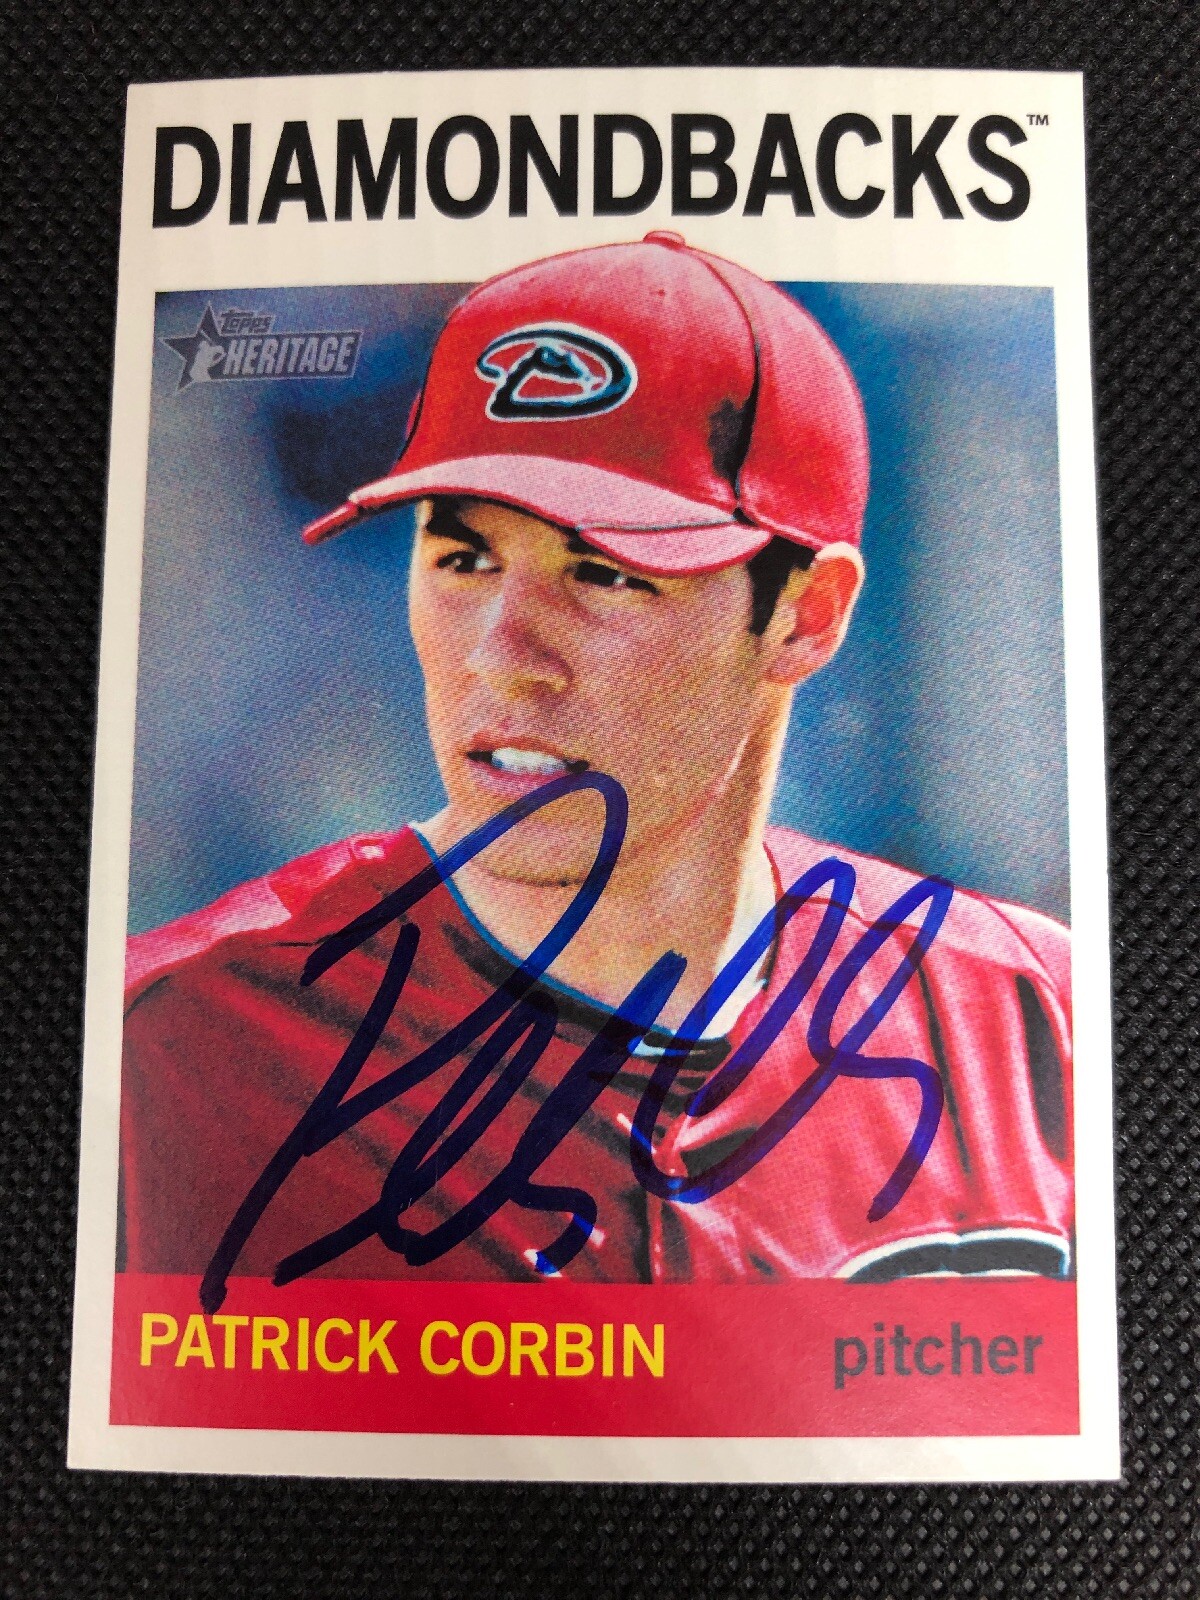 DIAMONDBACKS™
Topps
HERITAGE
D
PATRICK CORBIN
pitcher